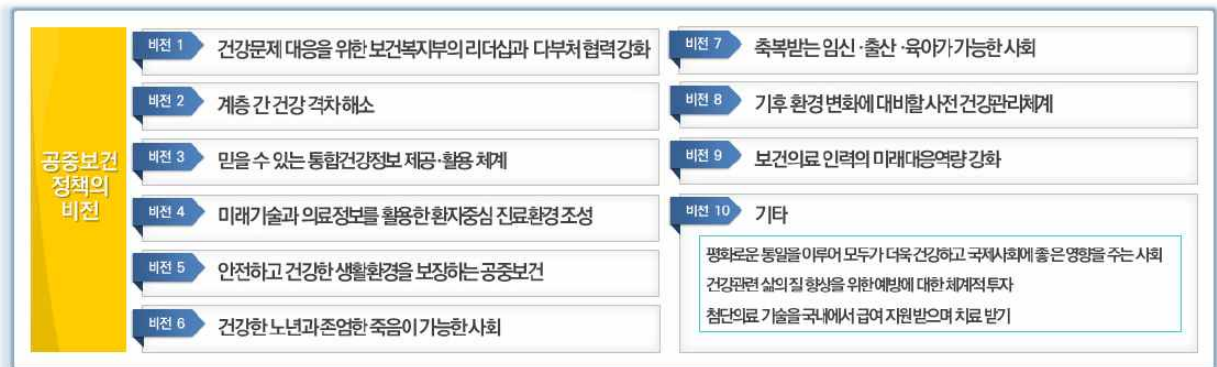 공중보건
정책의
비전
비전 1 건강문제 대응을 위한 보건복지부의 리더십과 다부처 협력 강화
비전 2 계층 간 건강 격차 해소
비전 3 믿을 수 있는 통합건강정보 제공·활용 체계
비전 4 미래기술과 의료정보를 활용한 환자중심 진료환경 조성
비전 5 안전하고 건강한 생활환경을 보장하는 공중보건
비전 6 건강한 노년과 존엄한 죽음이 가능한 사회
비전 7 축복받는 임신·출산·육아가 가능한 사회
비전 8 기후 환경 변화에 대비할 사전 건강관리체계
비전 9 보건의료 인력의 미래대응역량 강화
비전 10 기타
평화로운 통일을 이루어 모두가 더욱 건강하고 국제사회에 좋은 영향을 주는 사회
건강관련 삶의 질 향상을 위한 예방에 대한 체계적 투자
첨단의료 기술을 국내에서 급여 지원 받으며 치료 받기